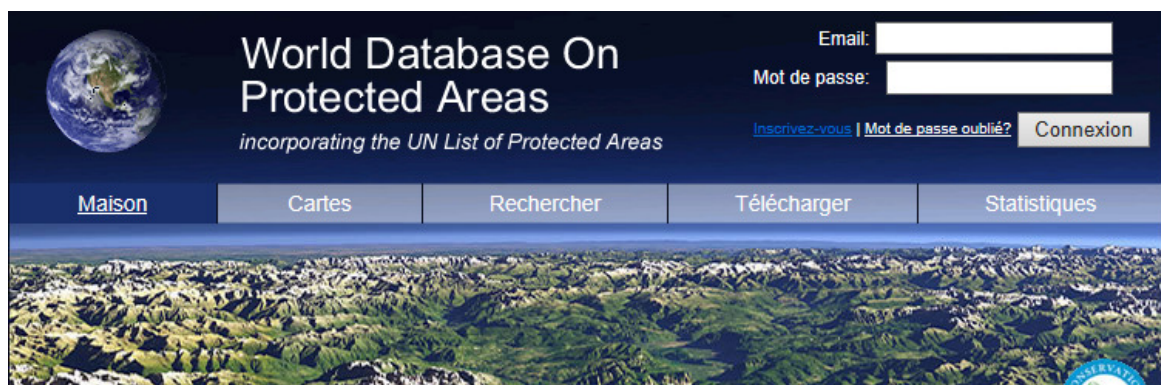 World Database On
Protected Areas
incorporating the UN List of Protected Areas
Email:
Mot de passe:
Inscrivez-vous | Mot de passe oublié? Connexion
Maison Cartes Rechercher Télécharger Statistiques